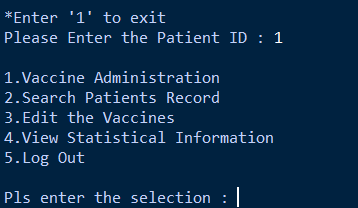 *Enter '1' to exit
Please Enter the Patient ID : 1
1.Vaccine Administration
2.Search Patients Record
3.Edit the Vaccines
4.View Statistical Information
5.Log Out
Pls enter the selection :